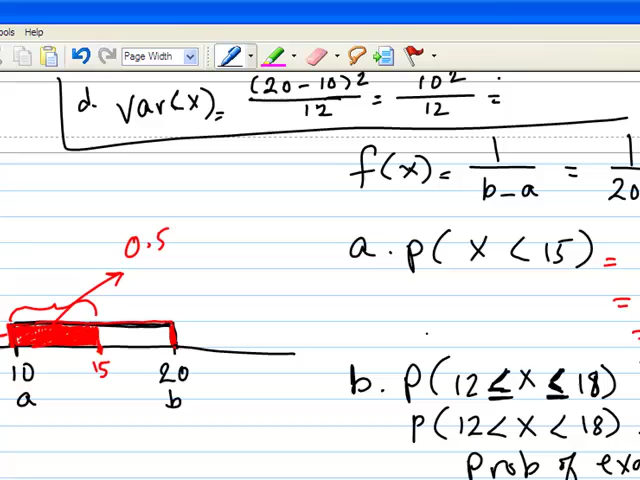 ols Help
Page Width
d. Var(x) = (20 - 10)² / 12 = 10² / 12 =
f(x) = 1 / b - a = 1 / 20
a. p( X < 15) =
=
0.5
10 15 20
a b
b. P(12 ≤ X ≤ 18)
P(12 < X < 18)
Prob of exa